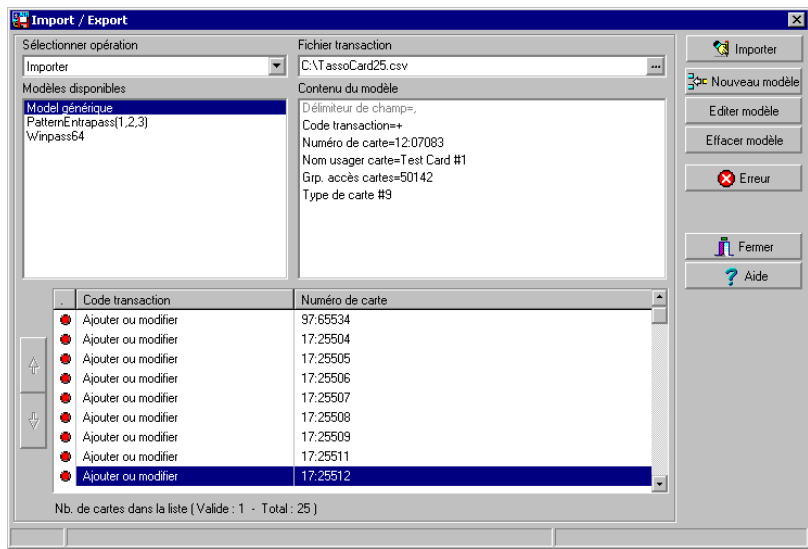 Import / Export
Sélectionner opération
Importer
Fichier transaction
C:\TassoCard25.csv
...
Modèles disponibles
Model générique
PatternEntrapass(1,2,3)
Winpass64
Contenu du modèle
Délimiteur de champ=,
Code transaction=+
Numéro de carte=12:07083
Nom usager carte=Test Card #1
Grp. accès cartes=50142
Type de carte #9
Importer
Nouveau modèle
Editer modèle
Effacer modèle
Erreur
Fermer
Aide
. Code transaction Numéro de carte
Ajouter ou modifier 97:65534
Ajouter ou modifier 17:25504
Ajouter ou modifier 17:25505
Ajouter ou modifier 17:25506
Ajouter ou modifier 17:25507
Ajouter ou modifier 17:25508
Ajouter ou modifier 17:25509
Ajouter ou modifier 17:25511
Ajouter ou modifier 17:25512
Nb. de cartes dans la liste ( Valide : 1 - Total : 25 )